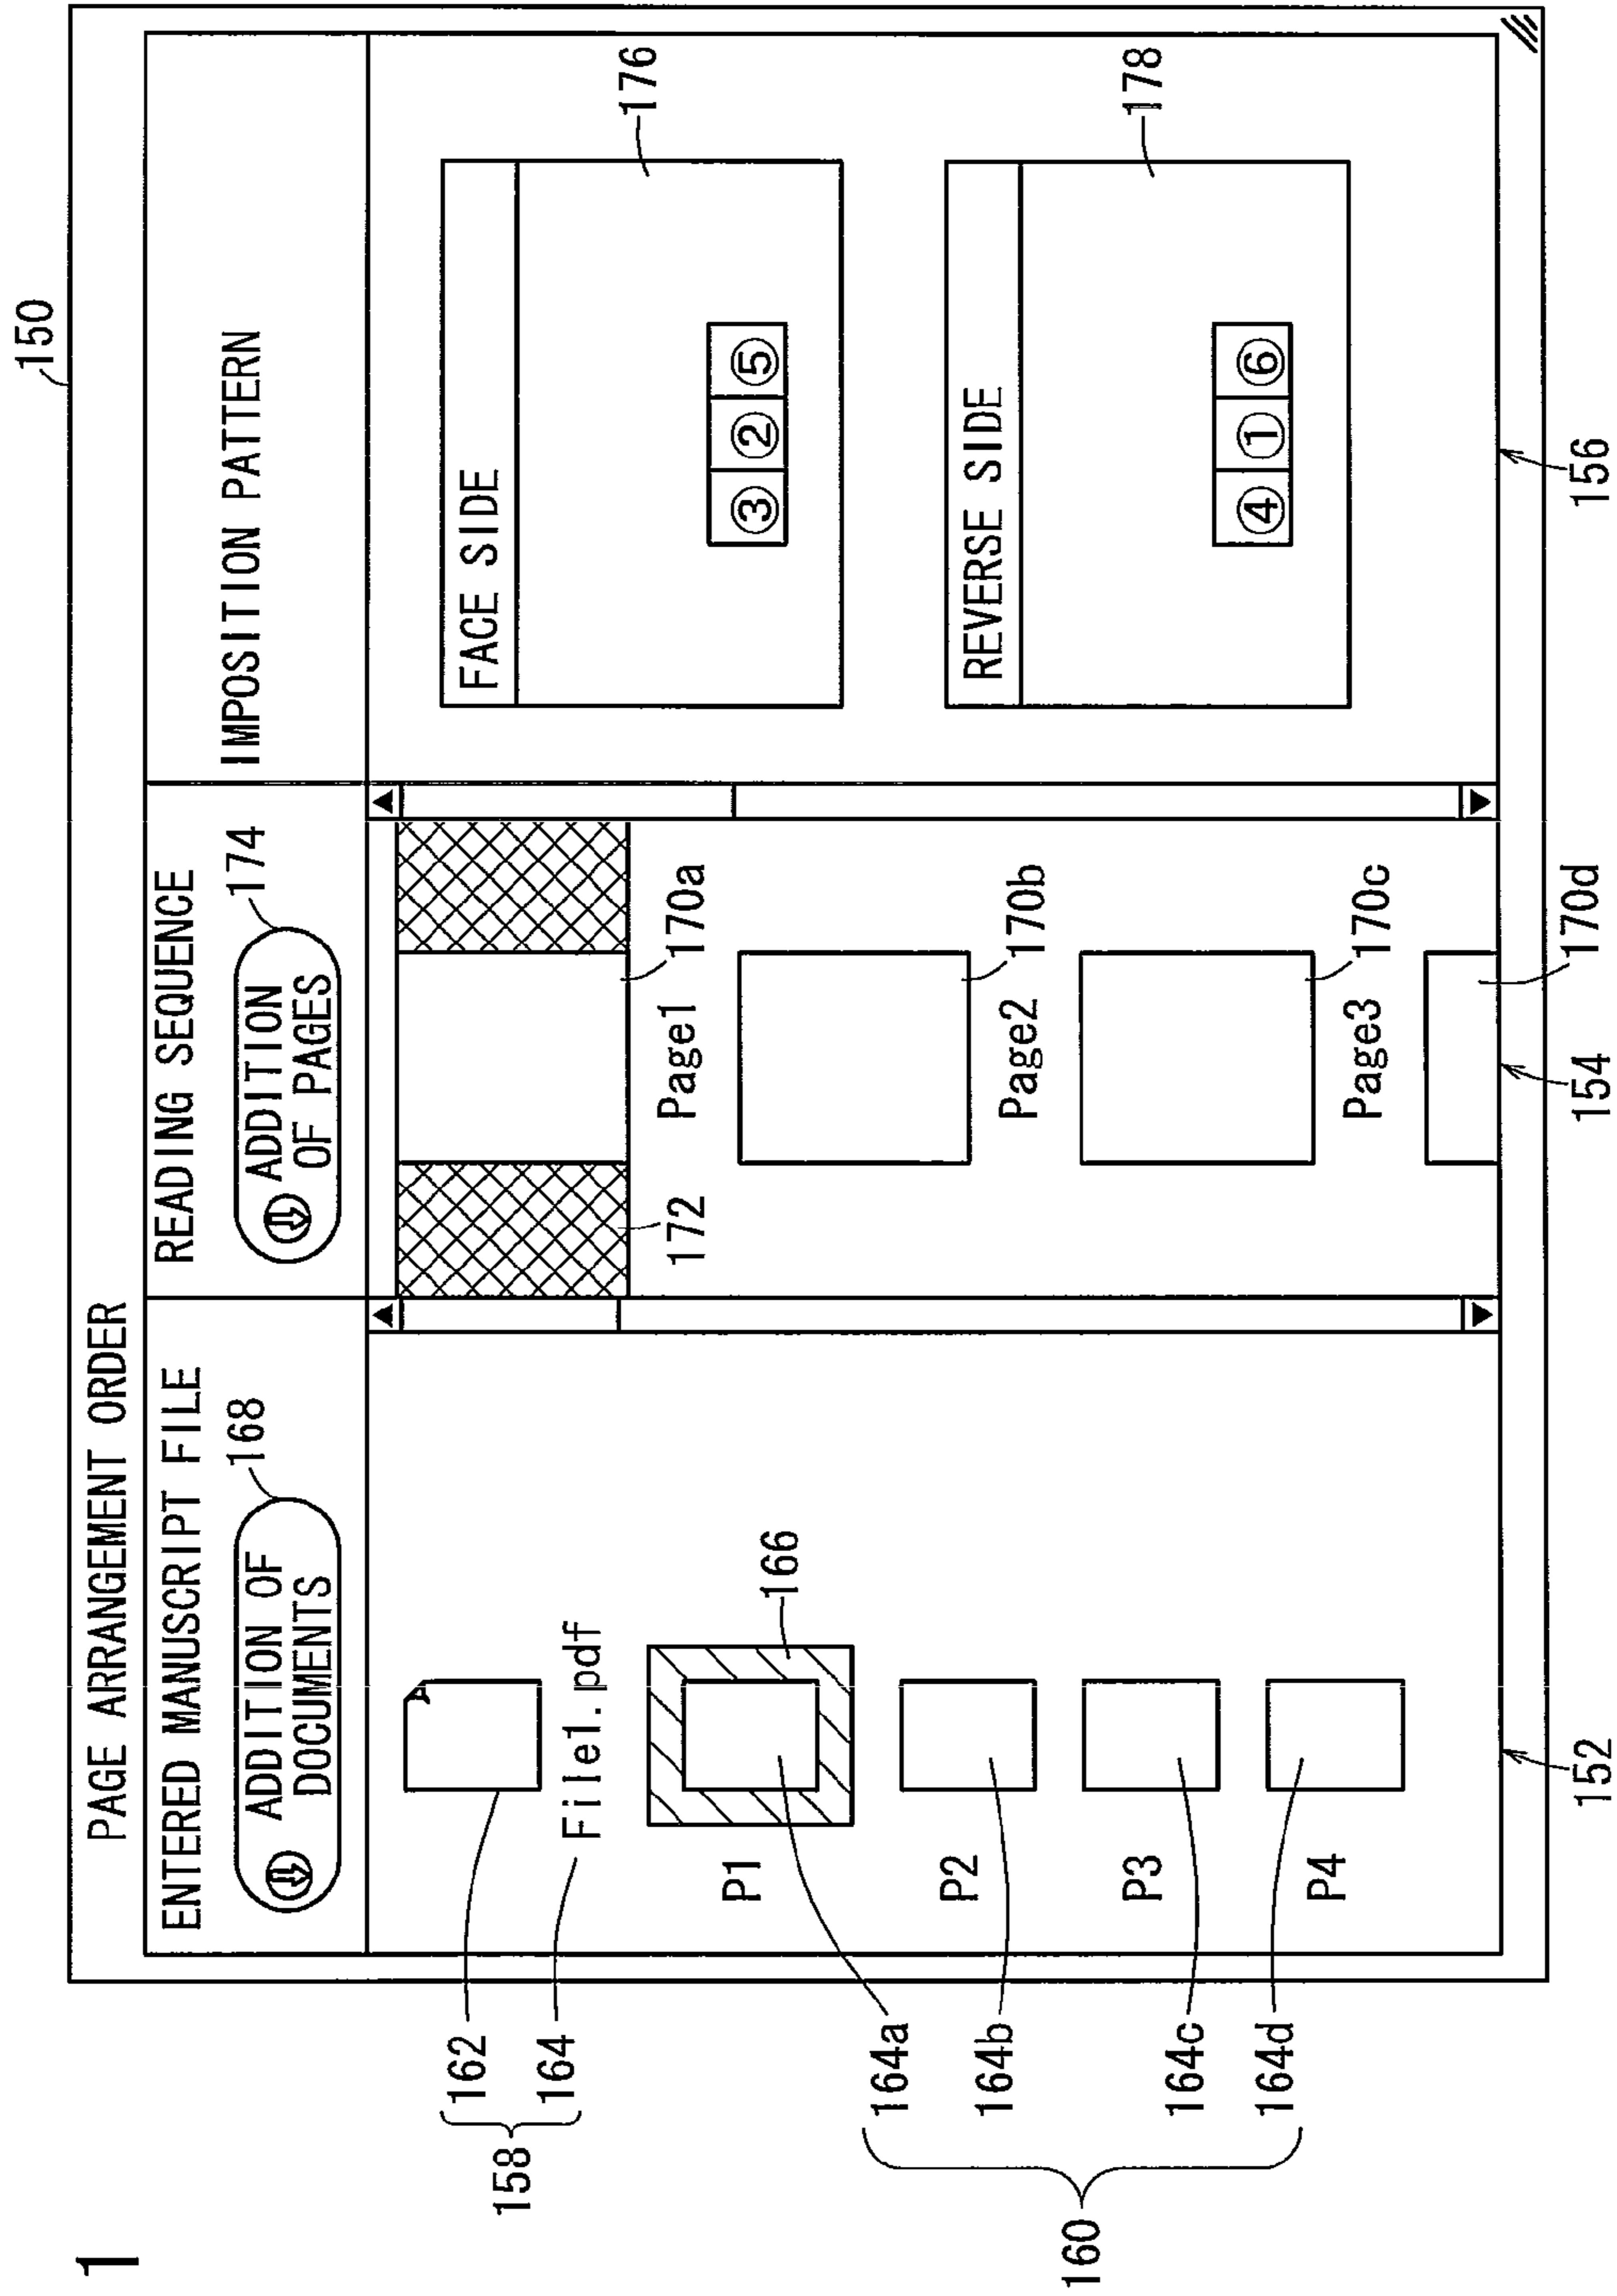 1
150
PAGE ARRANGEMENT ORDER
ENTERED MANUSCRIPT FILE
ADDITION OF
DOCUMENTS
168
READING SEQUENCE
ADDITION
OF PAGES
174
IMPOSITION PATTERN
158
162
164
File1.pdf
160
P1
164a
166
P2
164b
P3
164c
P4
164d
172
Page1
170a
Page2
170b
Page3
170c
170d
FACE SIDE
③ ② ⑤
176
REVERSE SIDE
④ ① ⑥
178
152
154
156